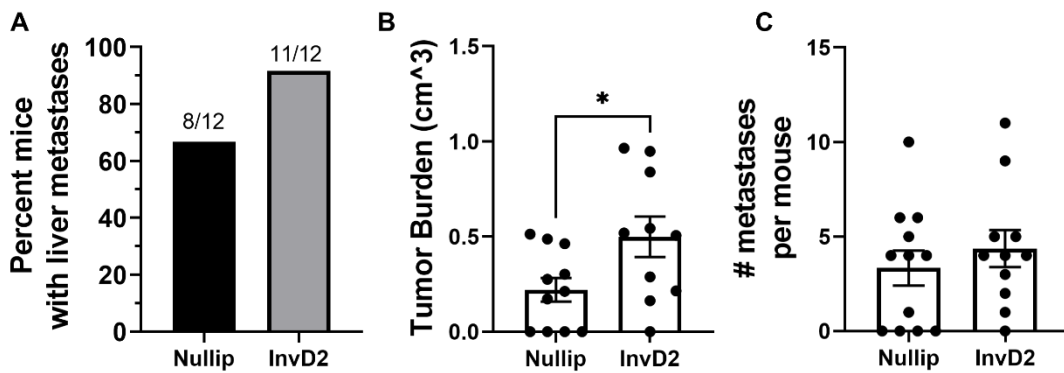 A
Percent mice
with liver metastases
100
80
60
40
20
0
8/12
11/12
Nullip
InvD2
B
Tumor Burden (cm^3)
1.5
1.0
0.5
0.0
*
Nullip
InvD2
C
# metastases
per mouse
15
10
5
0
Nullip
InvD2